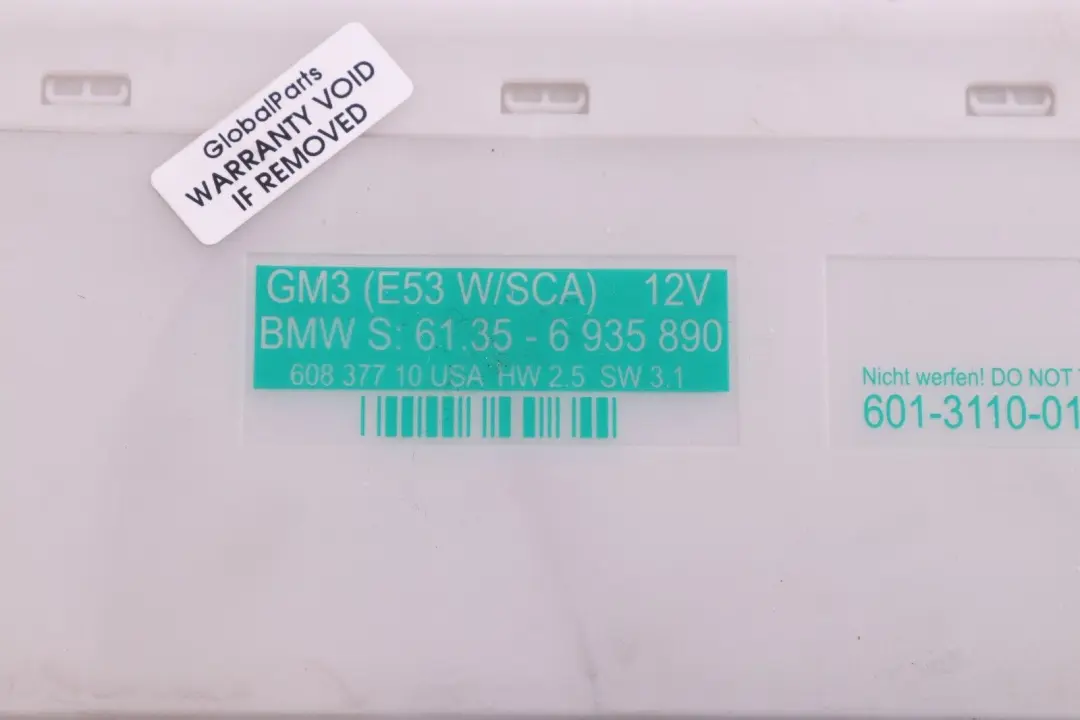 GlobalParts
WARRANTY VOID
IF REMOVED
GM3 (E53 W/SCA) 12V
BMW S: 61.35 - 6 935 890
608 377 10 USA HW 2.5 SW 3.1
Nicht werfen! DO NOT
601-3110-01